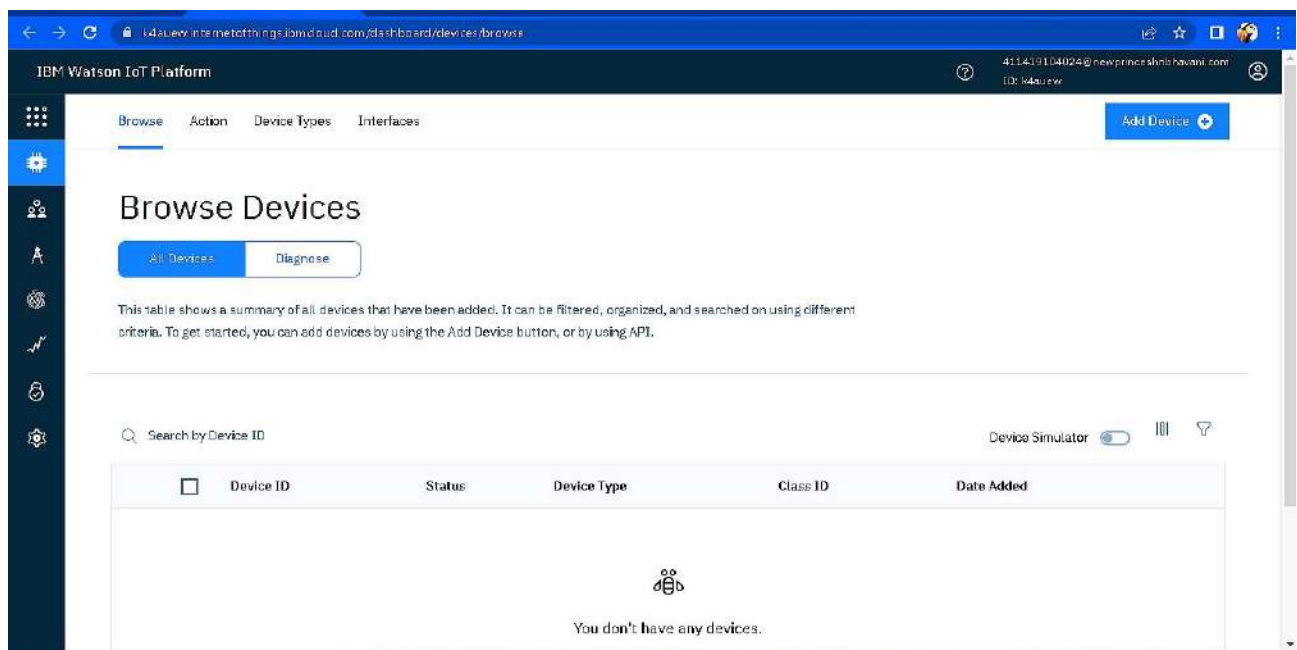 k4auew.internetofthings.ibmcloud.com/dashboard/devices/browse
IBM Watson IoT Platform
411419104024@newprinceshribhavani.com
ID: k4auew
Browse Action Device Types Interfaces
Add Device
Browse Devices
All Devices Diagnose
This table shows a summary of all devices that have been added. It can be filtered, organized, and searched on using different
criteria. To get started, you can add devices by using the Add Device button, or by using API.
Search by Device ID
Device Simulator
Device ID Status Device Type Class ID Date Added
You don't have any devices.